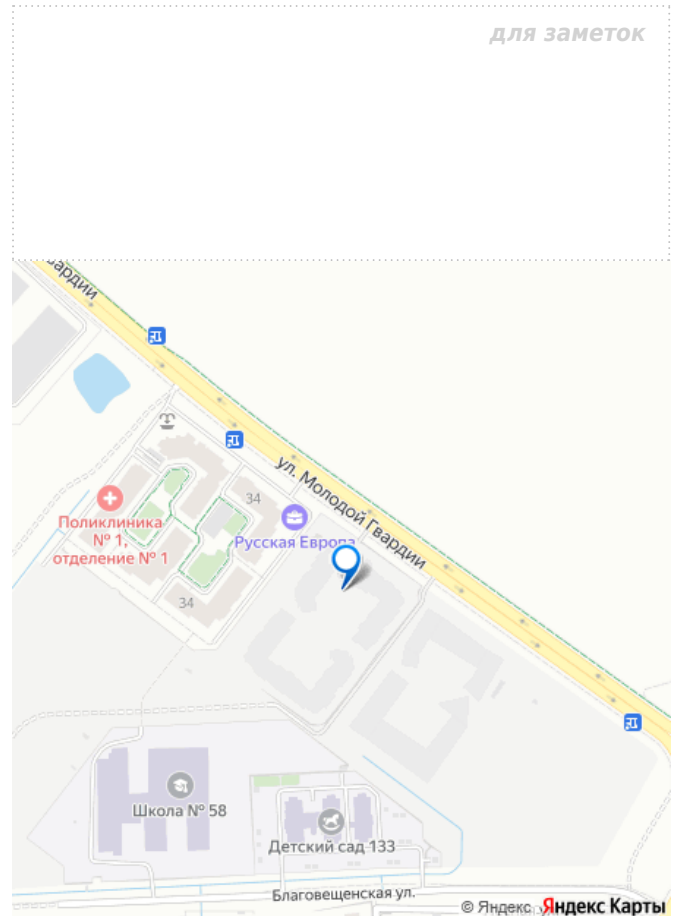 для заметок
вардии
ул. Молодой Гвардии
34
Поликлиника
№ 1,
отделение № 1
Русская Европа
34
Школа № 58
Детский сад 133
Благовещенская ул.
© Яндекс Яндекс Карты